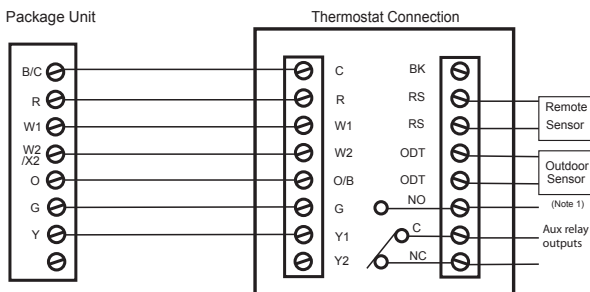 Package Unit
Thermostat Connection
B/C
R
W1
W2
/X2
O
G
Y
C
R
W1
W2
O/B
G
Y1
Y2
BK
RS
RS
ODT
ODT
NO
C
NC
Remote
Sensor
Outdoor
Sensor
(Note 1)
Aux relay
outputs